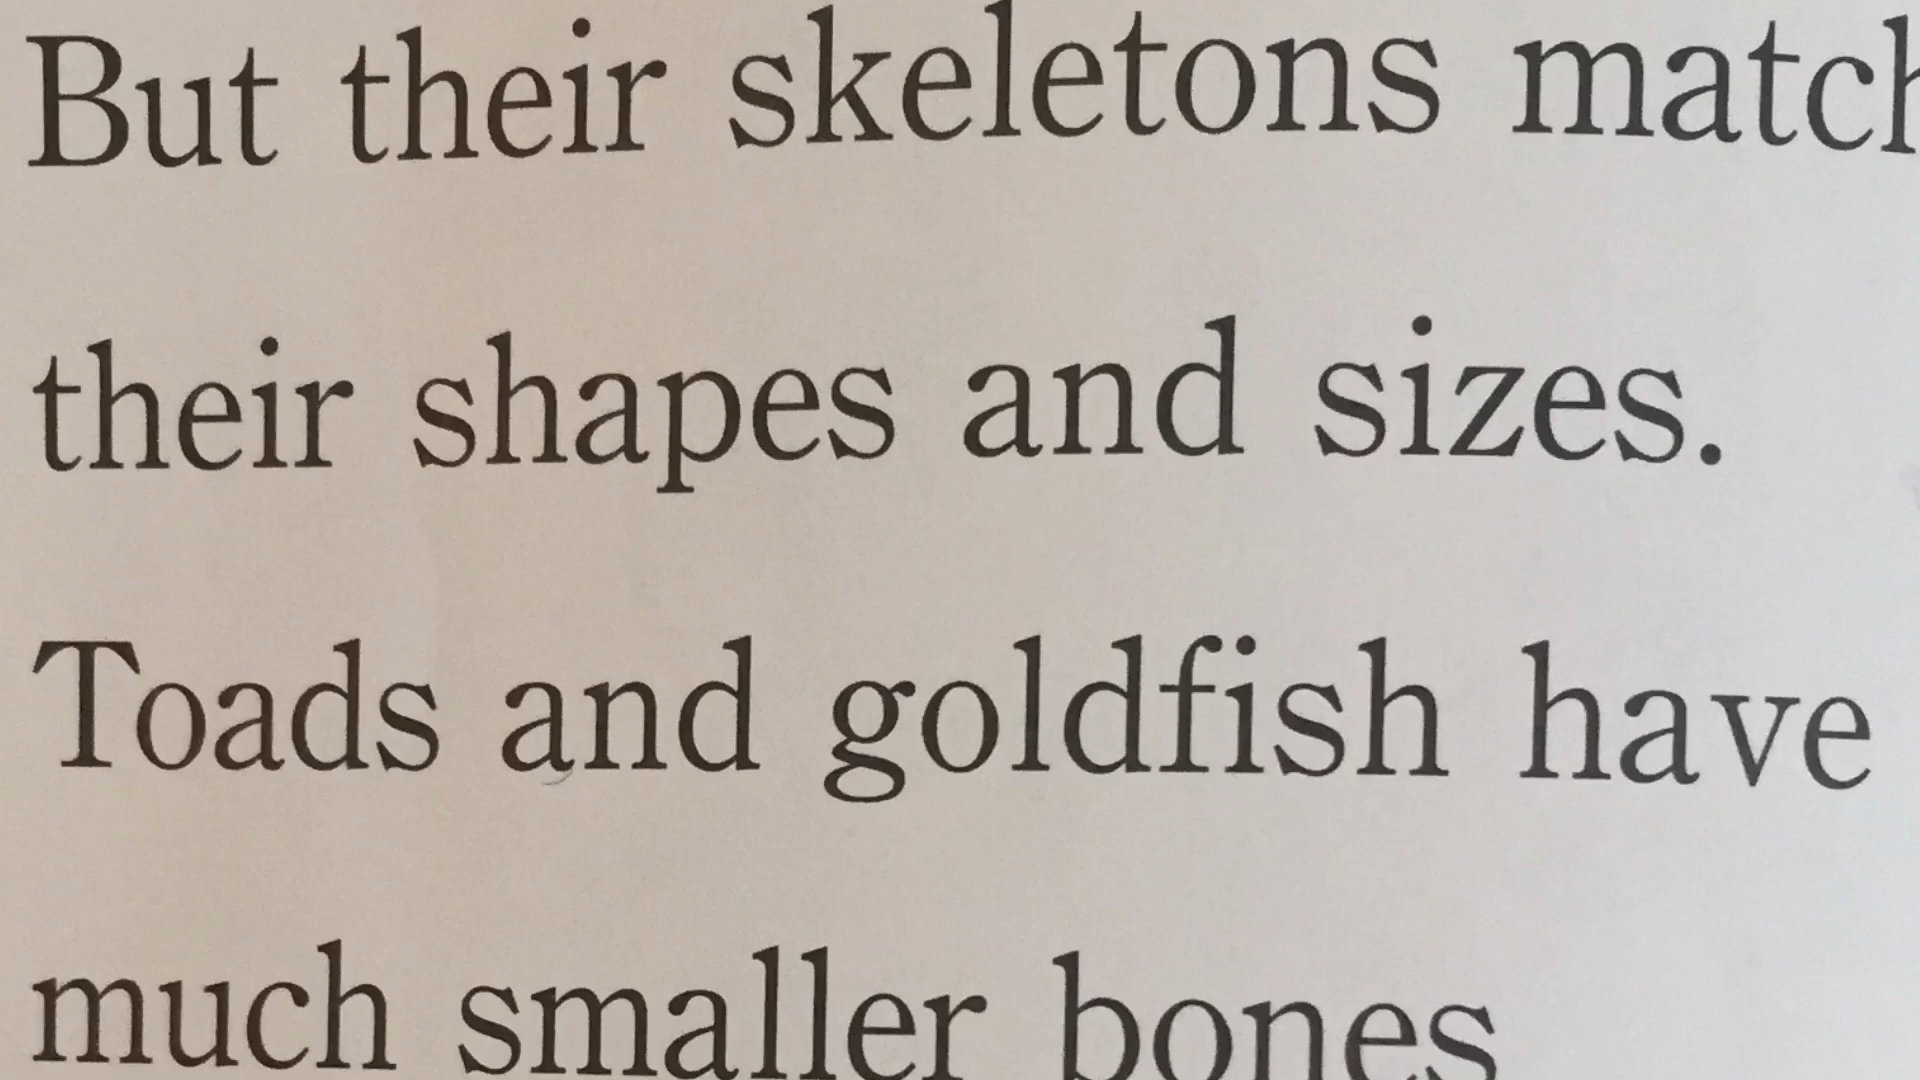 But their skeletons match
their shapes and sizes.
Toads and goldfish have
much smaller bones